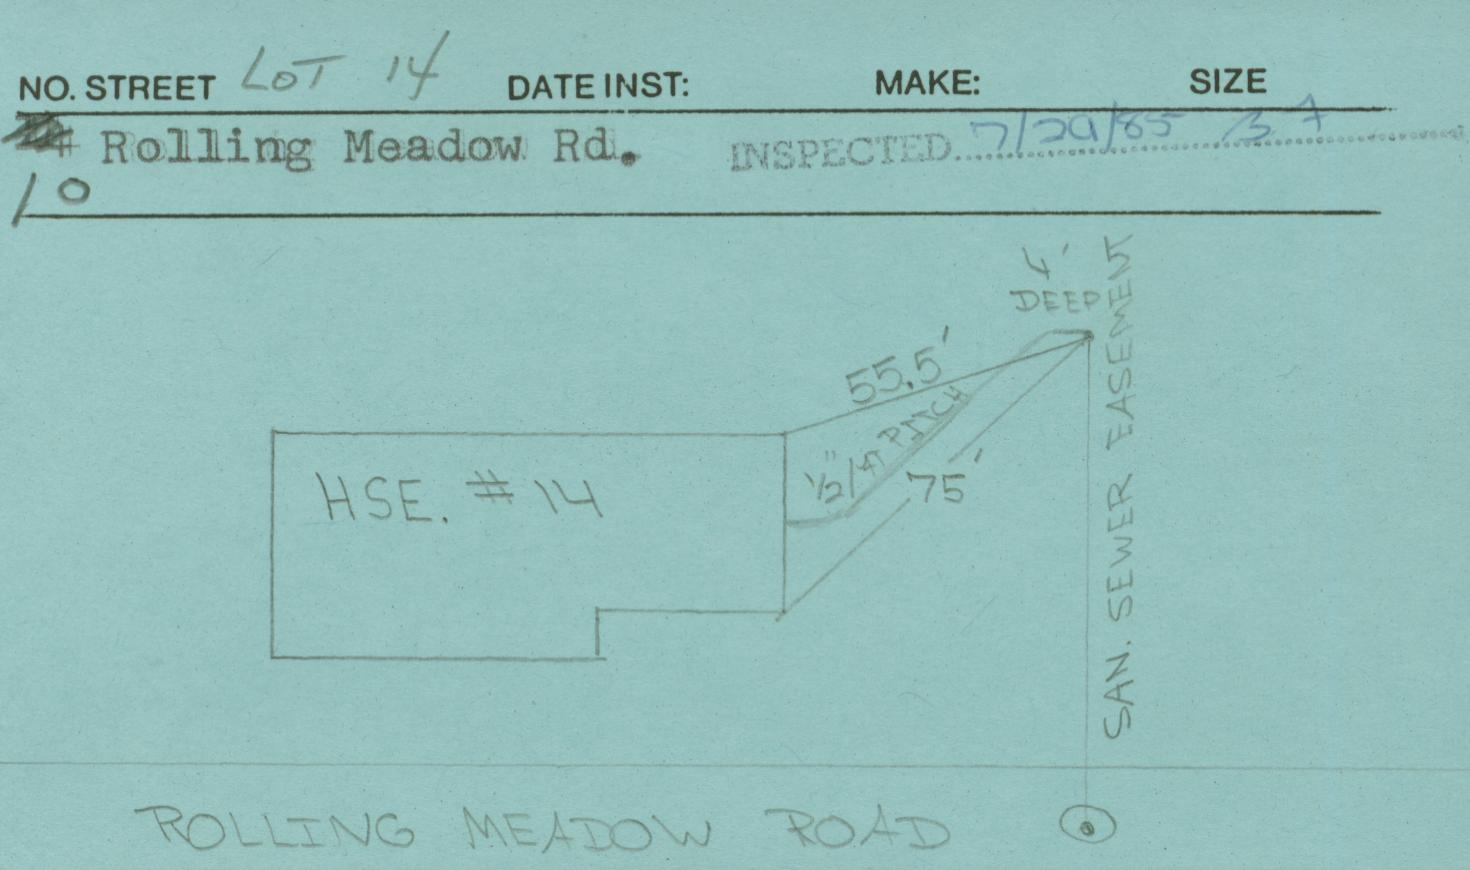 NO. STREET LOT 14 DATE INST: MAKE: SIZE
# Rolling Meadow Rd. INSPECTED 7/29/85
10
4'
DEEP
SAN. SEWER EASEMENT
55.5'
1/2"/FT PITCH
75'
HSE. #14
ROLLING MEADOW ROAD